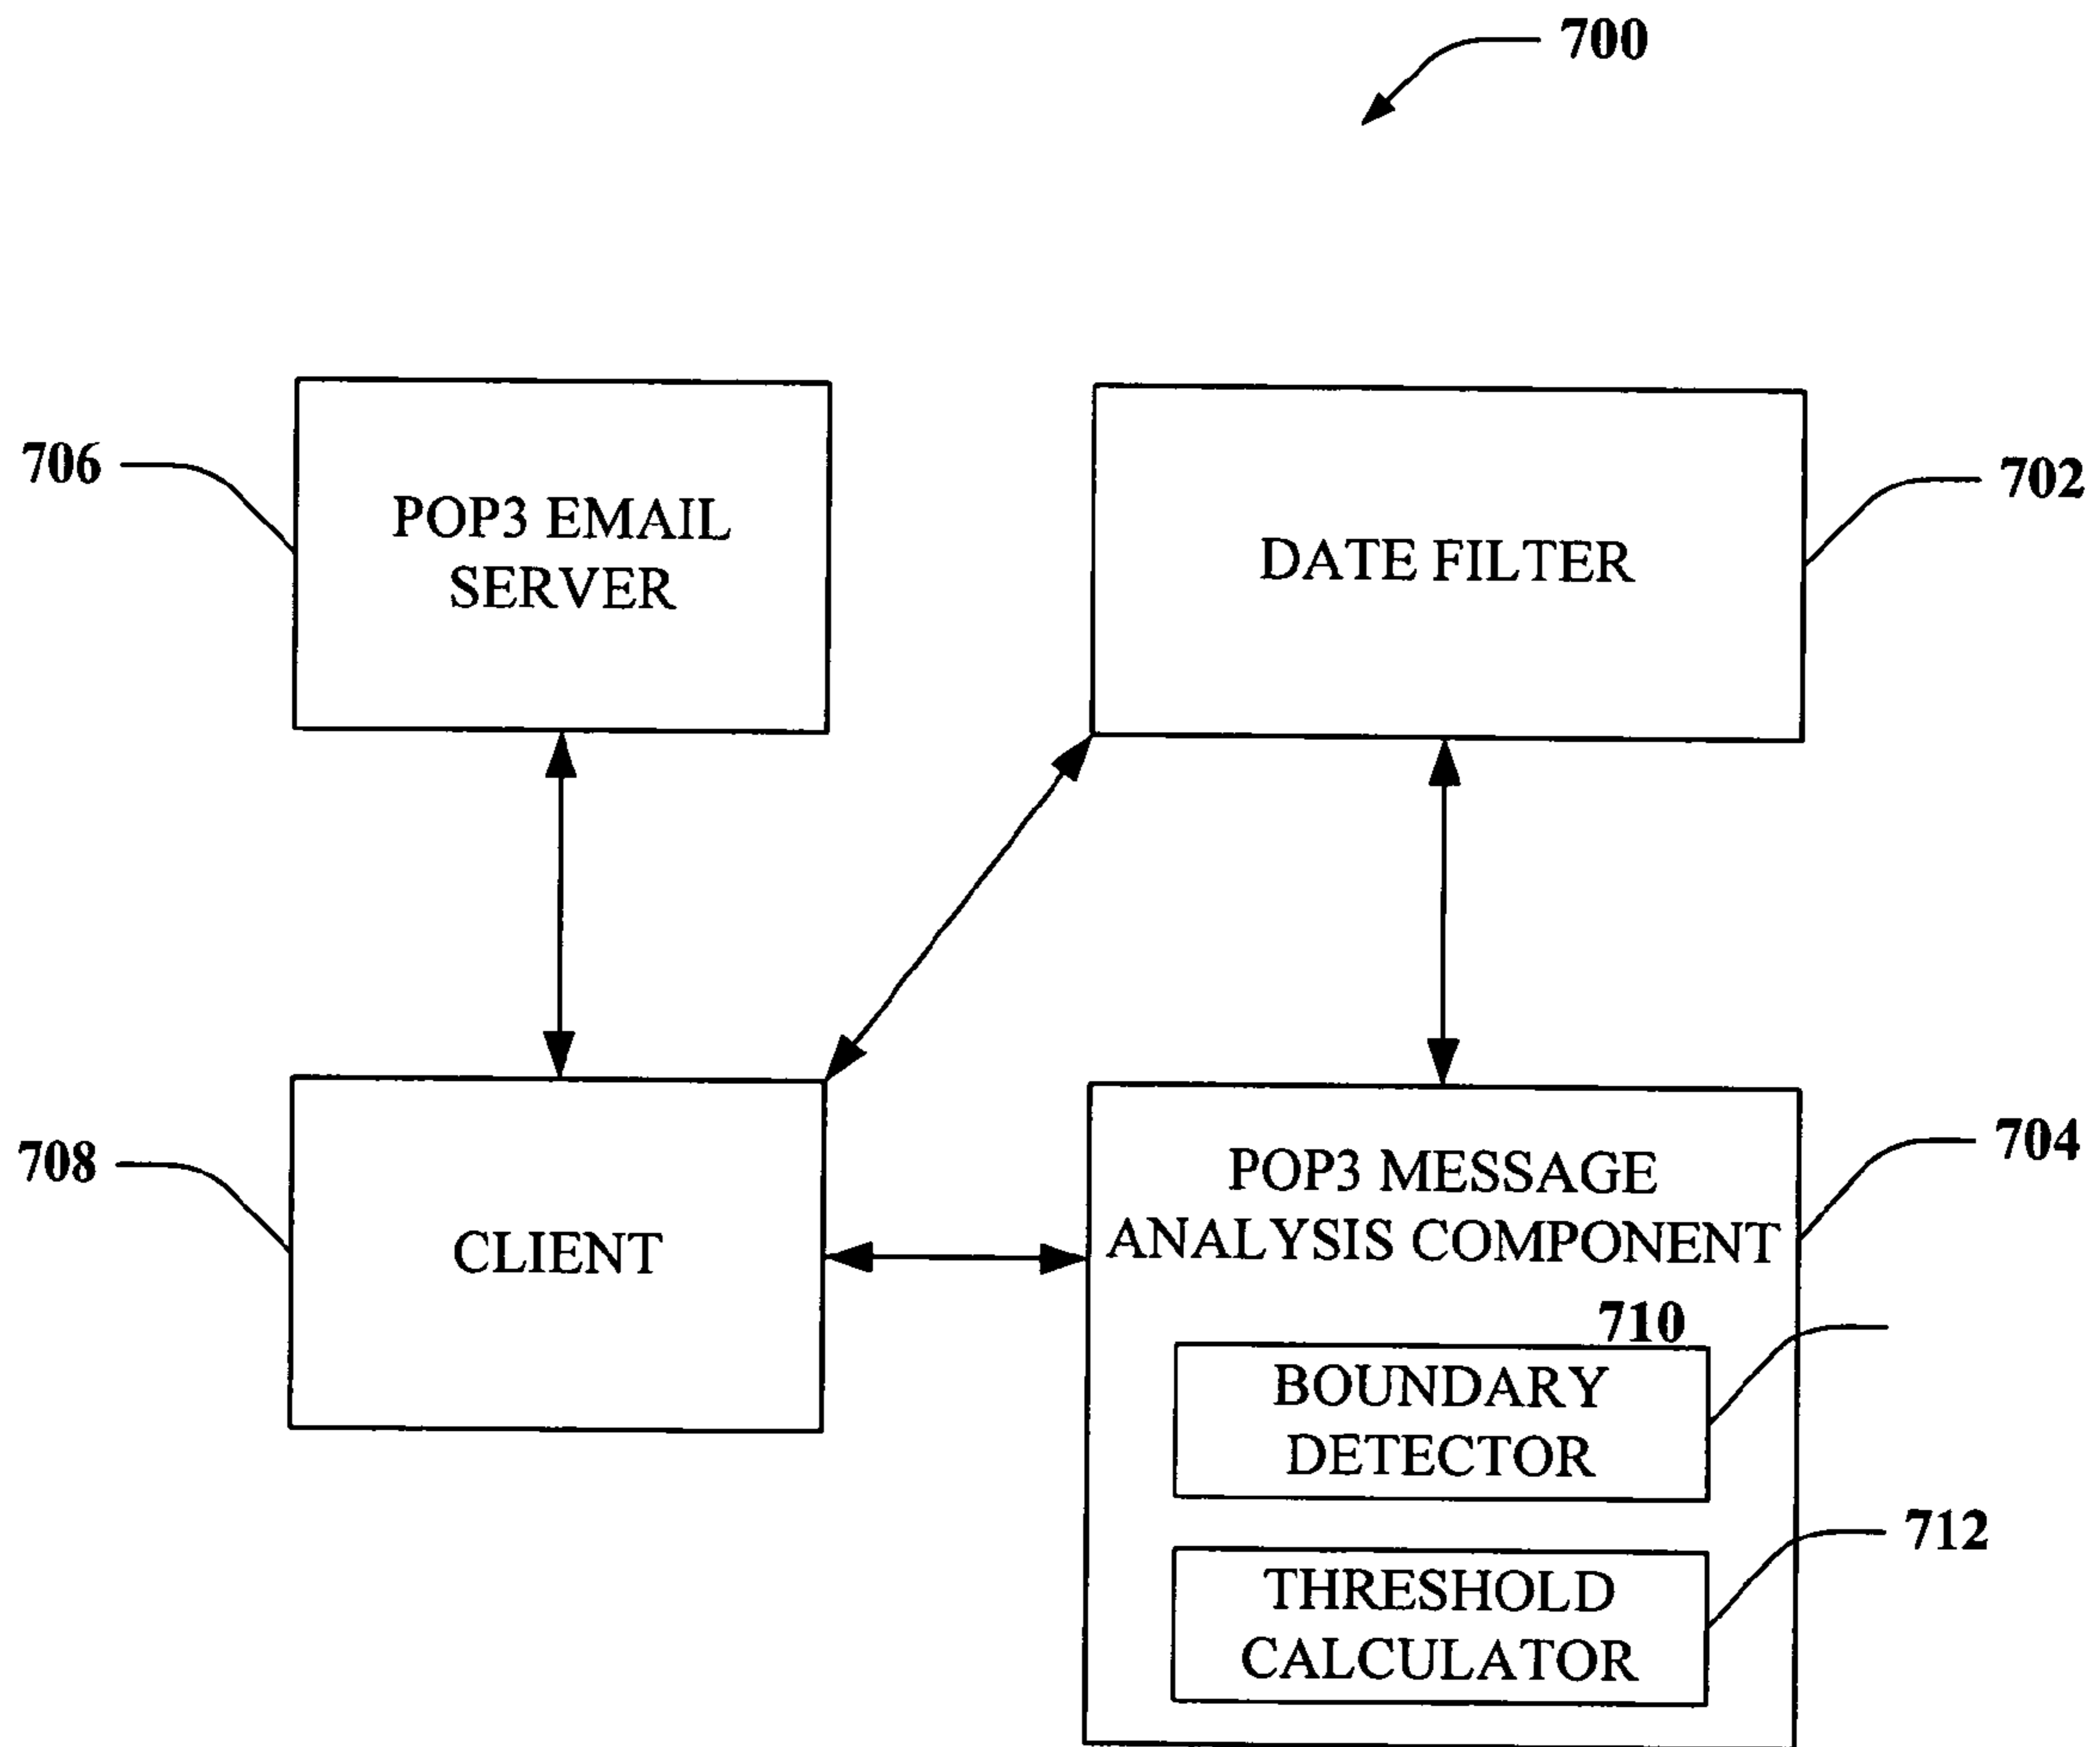 700
706
POP3 EMAIL
SERVER
DATE FILTER
702
708
CLIENT
POP3 MESSAGE
ANALYSIS COMPONENT
704
710
BOUNDARY
DETECTOR
712
THRESHOLD
CALCULATOR